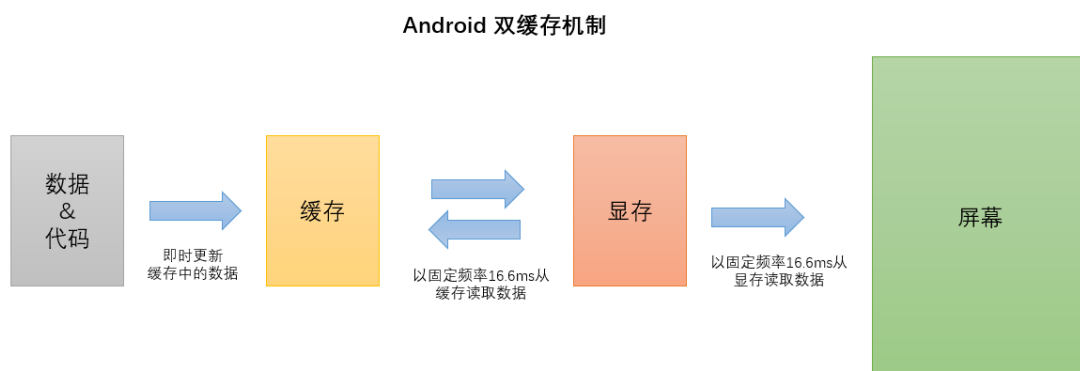 Android 双缓存机制
数据
&
代码
即时更新
缓存中的数据
缓存
以固定频率16.6ms从
缓存读取数据
显存
以固定频率16.6ms从
显存读取数据
屏幕